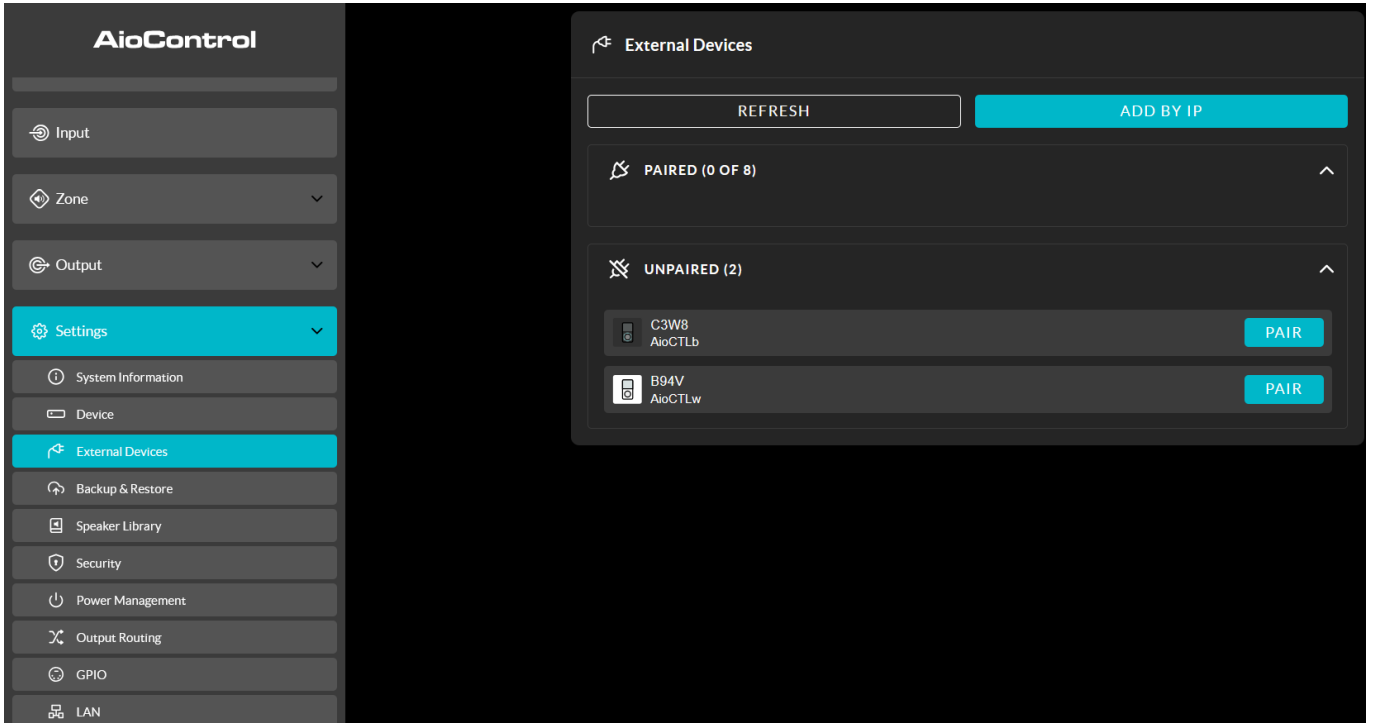 AioControl
Input
Zone
Output
Settings
System Information
Device
External Devices
Backup & Restore
Speaker Library
Security
Power Management
Output Routing
GPIO
LAN
External Devices
REFRESH
ADD BY IP
PAIRED (0 OF 8)
UNPAIRED (2)
C3W8
AioCTLb
PAIR
B94V
AioCTLw
PAIR